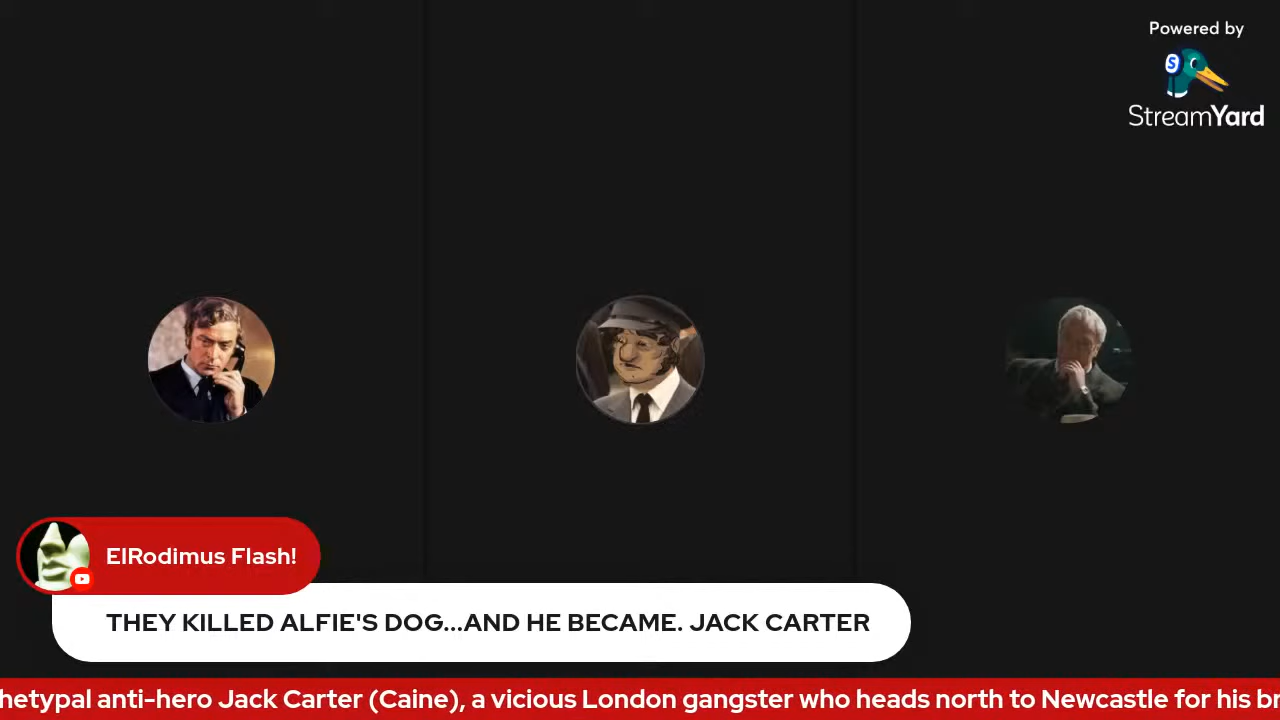 Powered by
StreamYard
ElRodimus Flash!
THEY KILLED ALFIE'S DOG...AND HE BECAME. JACK CARTER
hetypal anti-hero Jack Carter (Caine), a vicious London gangster who heads north to Newcastle for his br